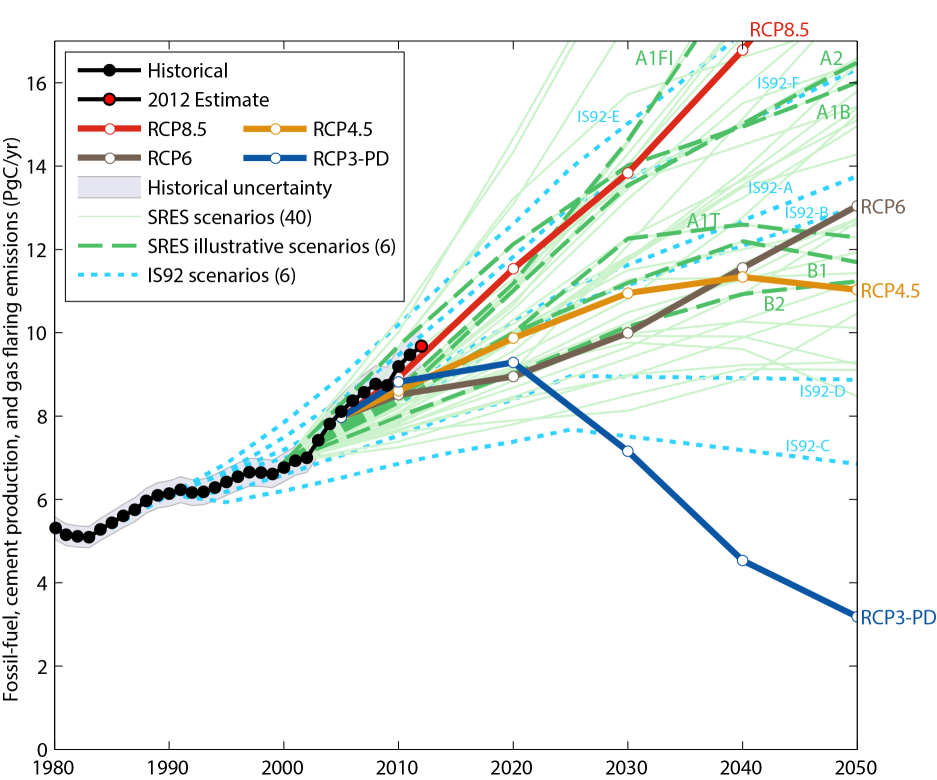 RCP8.5
Historical
2012 Estimate
RCP8.5
RCP4.5
RCP6
RCP3-PD
Historical uncertainty
SRES scenarios (40)
SRES illustrative scenarios (6)
IS92 scenarios (6)
A1FI
A2
IS92-F
IS92-E
A1B
IS92-A
IS92-B
RCP6
A1T
B1
RCP4.5
B2
IS92-D
IS92-C
RCP3-PD
Fossil-fuel, cement production, and gas flaring emissions (PgC/yr)
16
14
12
10
8
6
4
2
0
1980 1990 2000 2010 2020 2030 2040 2050